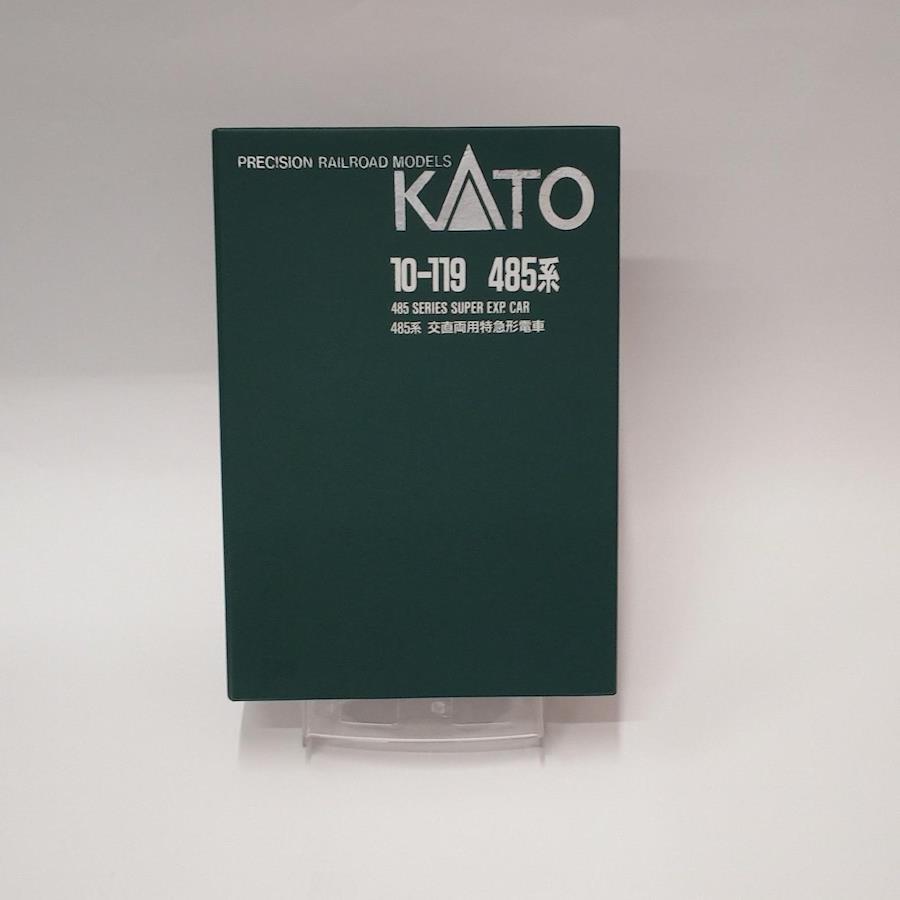 PRECISION RAILROAD MODELS
KATO
10-119 485系
485 SERIES SUPER EXP. CAR
485系 交直両用特急形電車